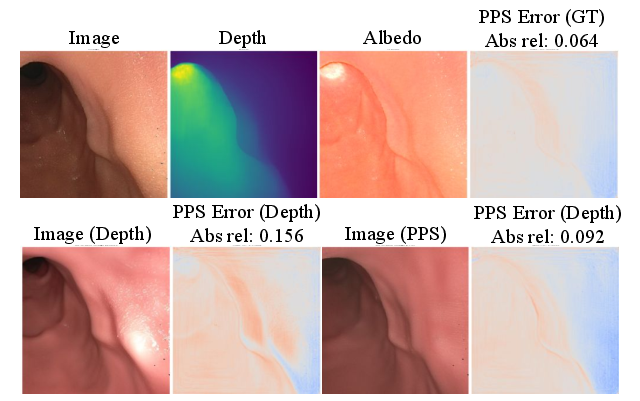 Image
Depth
Albedo
PPS Error (GT)
Abs rel: 0.064
Image (Depth)
PPS Error (Depth)
Abs rel: 0.156
Image (PPS)
PPS Error (Depth)
Abs rel: 0.092